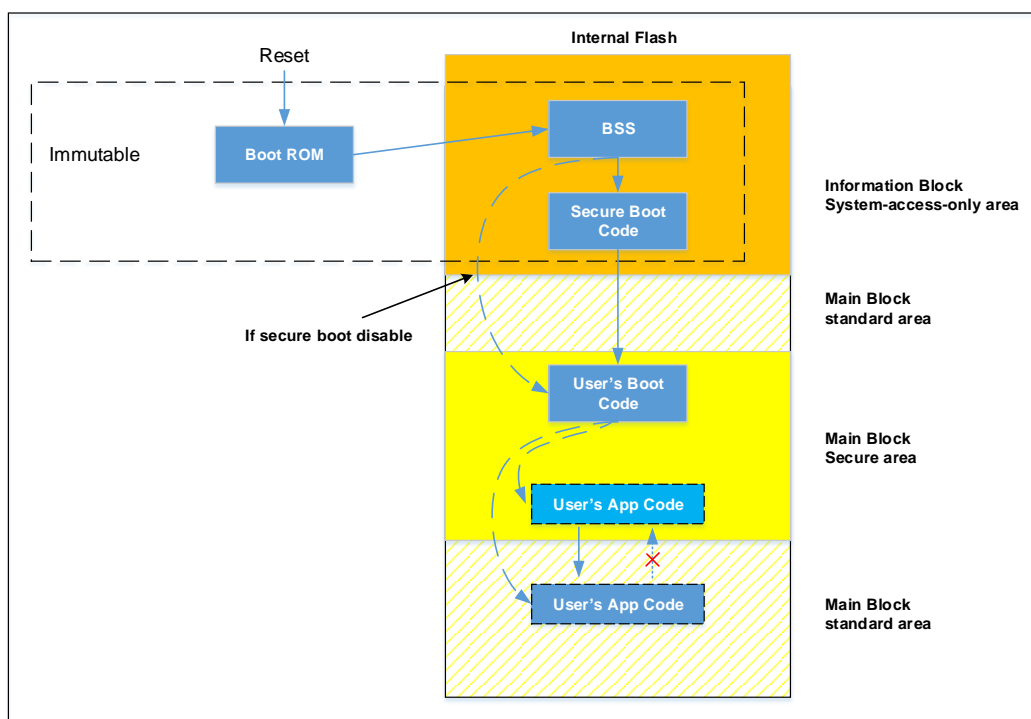 Internal Flash
Reset
Immutable
Boot ROM
BSS
Secure Boot
Code
Information Block
System-access-only area
If secure boot disable
Main Block
standard area
User's Boot
Code
Main Block
Secure area
User's App Code
User's App Code
Main Block
standard area